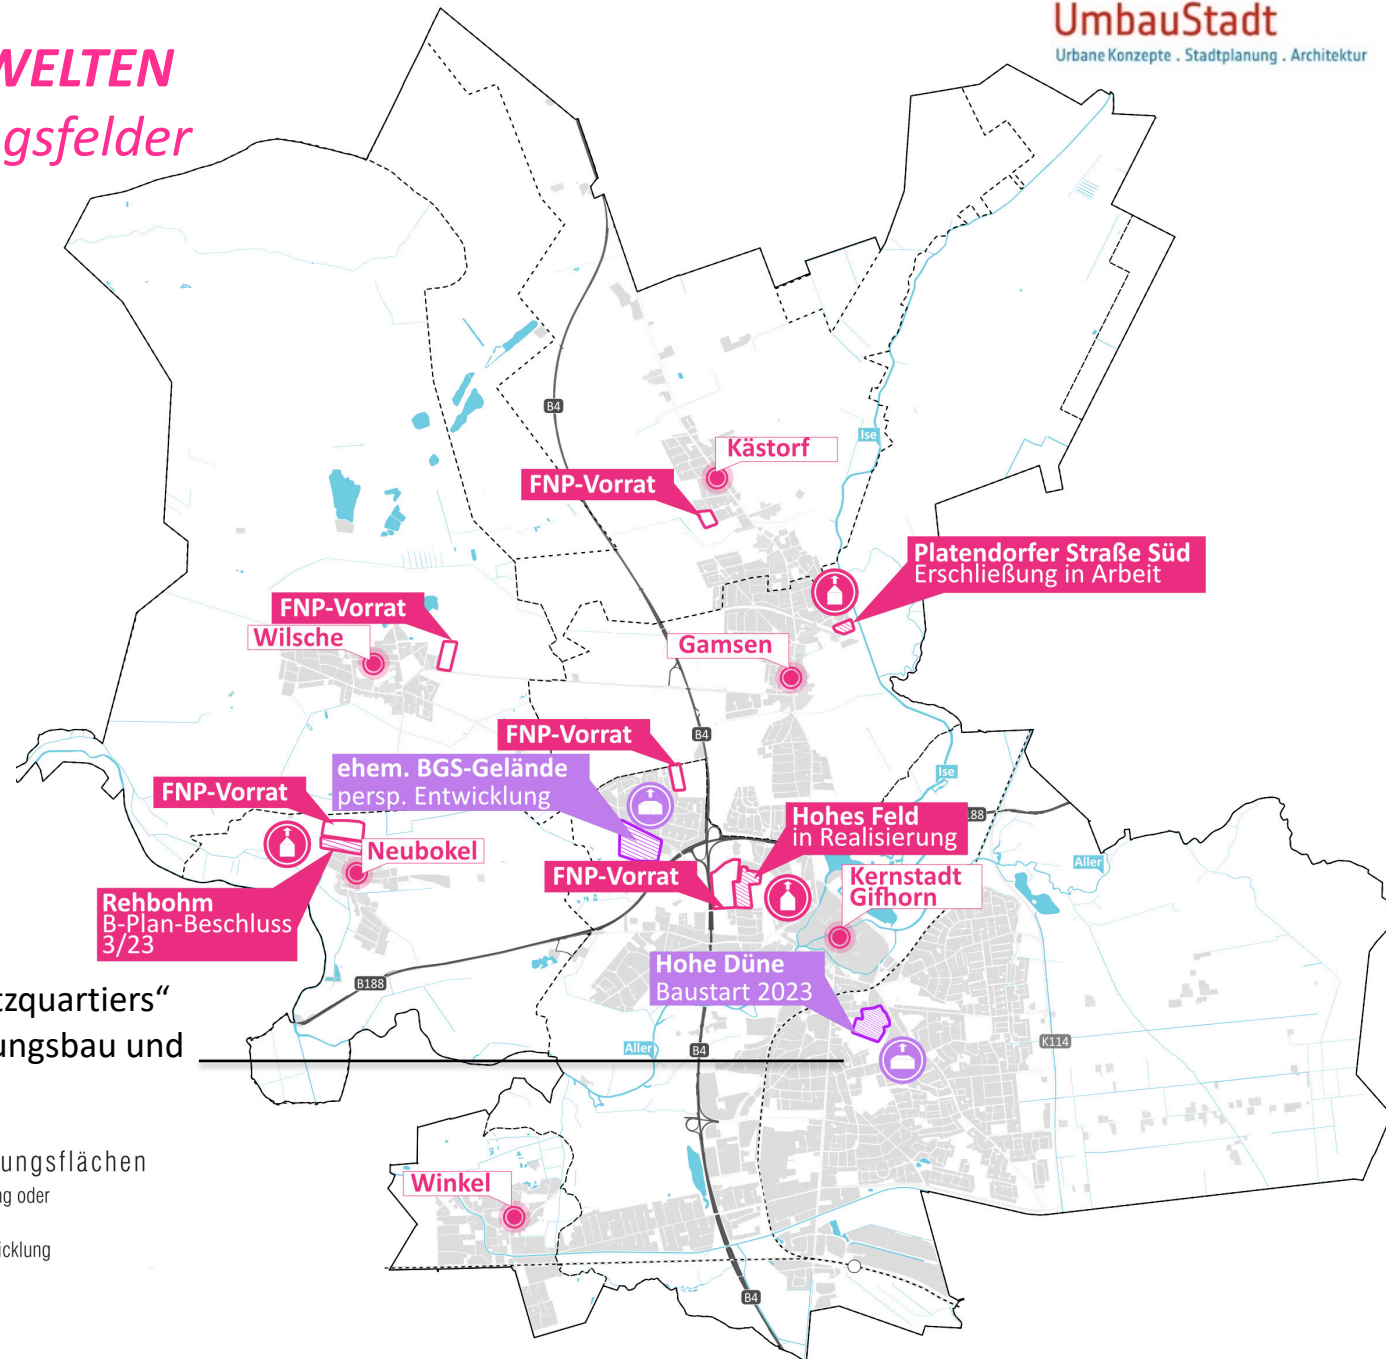 UmbauStadt
Urbane Konzepte . Stadtplanung . Architektur
WELTEN
gsfelder
B4
Ise
Kästorf
FNP-Vorrat
Platendorfer Straße Süd
Erschließung in Arbeit
FNP-Vorrat
Wilsche
Gamsen
FNP-Vorrat
B4
ehem. BGS-Gelände
persp. Entwicklung
Ise
FNP-Vorrat
Hohes Feld
in Realisierung
188
Neubokel
Aller
FNP-Vorrat
Kernstadt
Gifhorn
Rehbohm
B-Plan-Beschluss
3/23
Hohe Düne
Baustart 2023
B188
tzquartiers“
ungsbau und
Aller
B4
K114
ungsflächen
ng oder
icklung
Winkel
B4